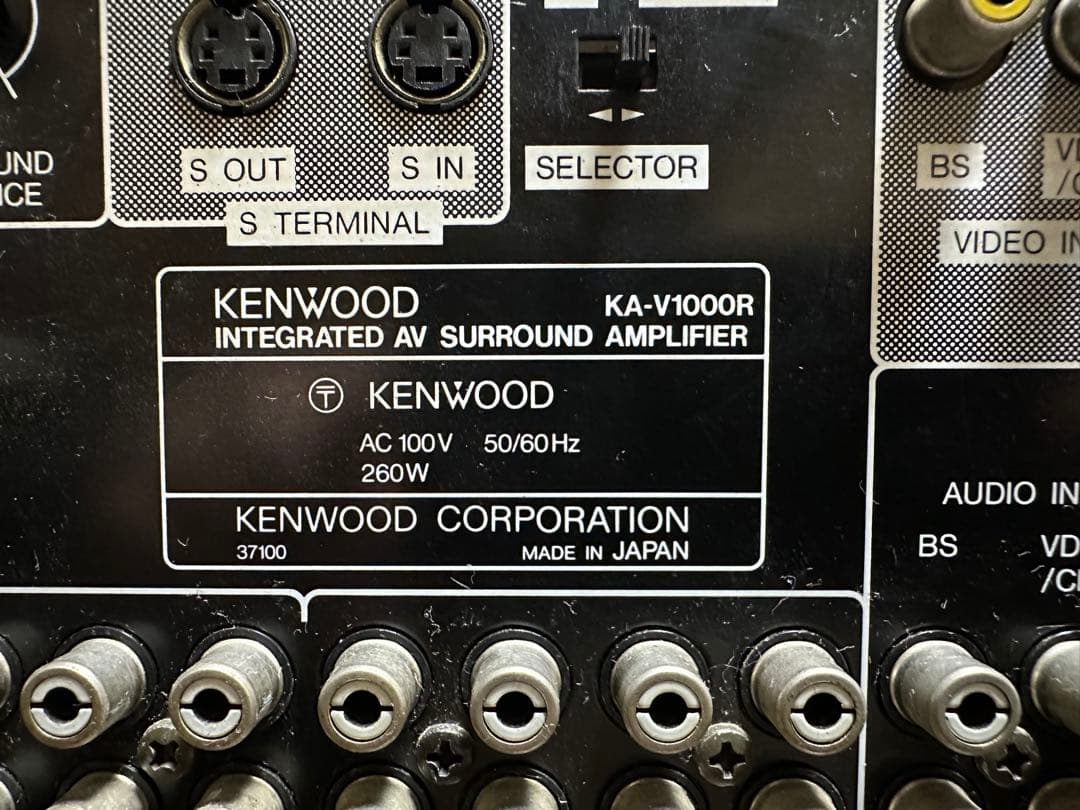 UND
S OUT
S IN
S TERMINAL
SELECTOR
BS
VIDEO IN
KENWOOD KA-V1000R
INTEGRATED AV SURROUND AMPLIFIER
〒 KENWOOD
AC 100V 50/60Hz
260W
KENWOOD CORPORATION
37100 MADE IN JAPAN
AUDIO IN
BS VD